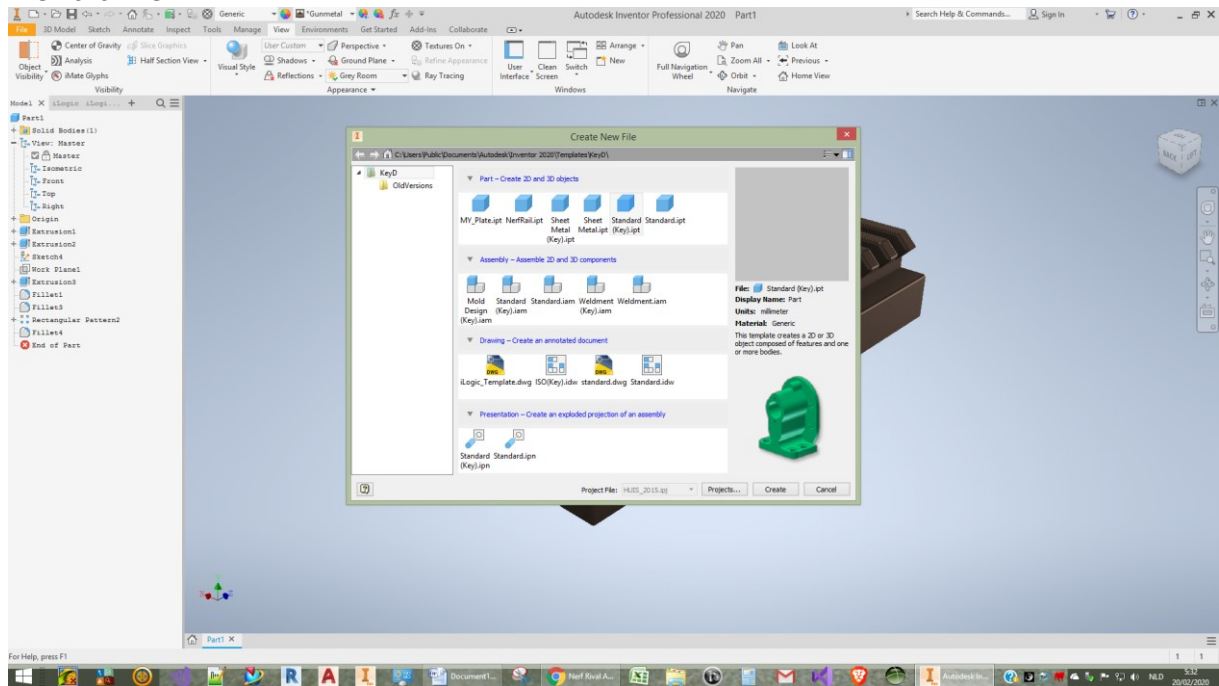 Generic
*Gunmetal
Autodesk Inventor Professional 2020 Part1
Search Help & Commands...
Sign In
File 3D Model Sketch Annotate Inspect Tools Manage View Environments Get Started Add-Ins Collaborate
Center of Gravity Slice Graphics
Analysis Half Section View
iMate Glyphs
Object Visibility
Visibility
Visual Style
View Custom
Shadows
Reflections
Perspective
Ground Plane
Grey Room
Textures On
Refine Appearance
Ray Tracing
Appearance
User Interface
Clean Screen
Switch
Arrange
New
Windows
Full Navigation Wheel
Pan
Zoom All
Orbit
Look At
Previous
Home View
Navigate
Model iLogic iLogi...
Part1
Solid Bodies(1)
View: Master
Master
Isometric
Front
Top
Right
Origin
Extrusion1
Extrusion2
Sketch4
Work Plane1
Extrusion3
Fillet1
Fillet3
Rectangular Pattern2
Fillet4
End of Part
BACK LEFT
Create New File
C:\Users\Public\Documents\Autodesk\Inventor 2020\Templates\KeyD\
KeyD
OldVersions
Part – Create 2D and 3D objects
MY_Plate.ipt NerfRail.ipt Sheet Metal (Key).ipt Sheet Metal.ipt Standard (Key).ipt Standard.ipt
Assembly – Assemble 2D and 3D components
Mold Design (Key).iam Standard (Key).iam Standard.iam Weldment (Key).iam Weldment.iam
Drawing – Create an annotated document
iLogic_Template.dwg ISO(Key).idw standard.dwg Standard.idw
Presentation – Create an exploded projection of an assembly
Standard (Key).ipn Standard.ipn
File: Standard (Key).ipt
Display Name: Part
Units: millimeter
Material: Generic
This template creates a 2D or 3D
object composed of features and one
or more bodies.
Project File: HUIS_2015.ipj
Projects... Create Cancel
Part1
For Help, press F1
1 1
Document1...
Nerf Rival A...
Autodesk In...
NLD
5:32
20/02/2020